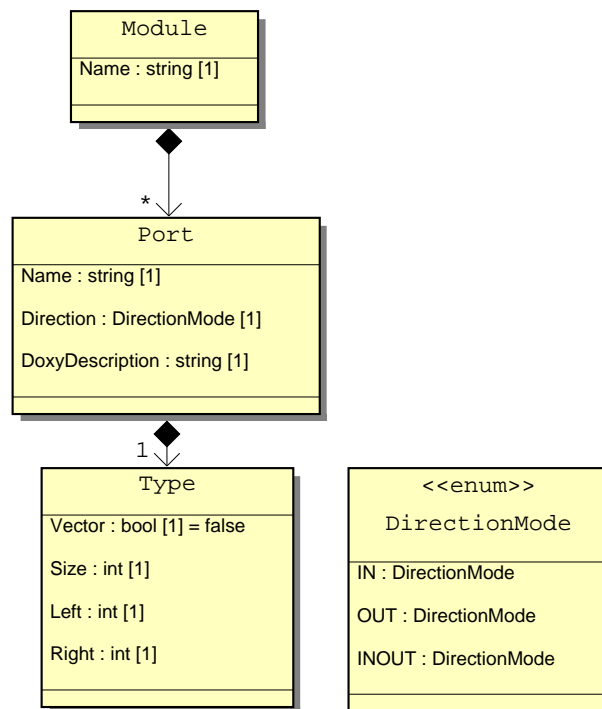 Module
Name : string [1]
*
Port
Name : string [1]
Direction : DirectionMode [1]
DoxyDescription : string [1]
1
Type
Vector : bool [1] = false
Size : int [1]
Left : int [1]
Right : int [1]
<<enum>>
DirectionMode
IN : DirectionMode
OUT : DirectionMode
INOUT : DirectionMode